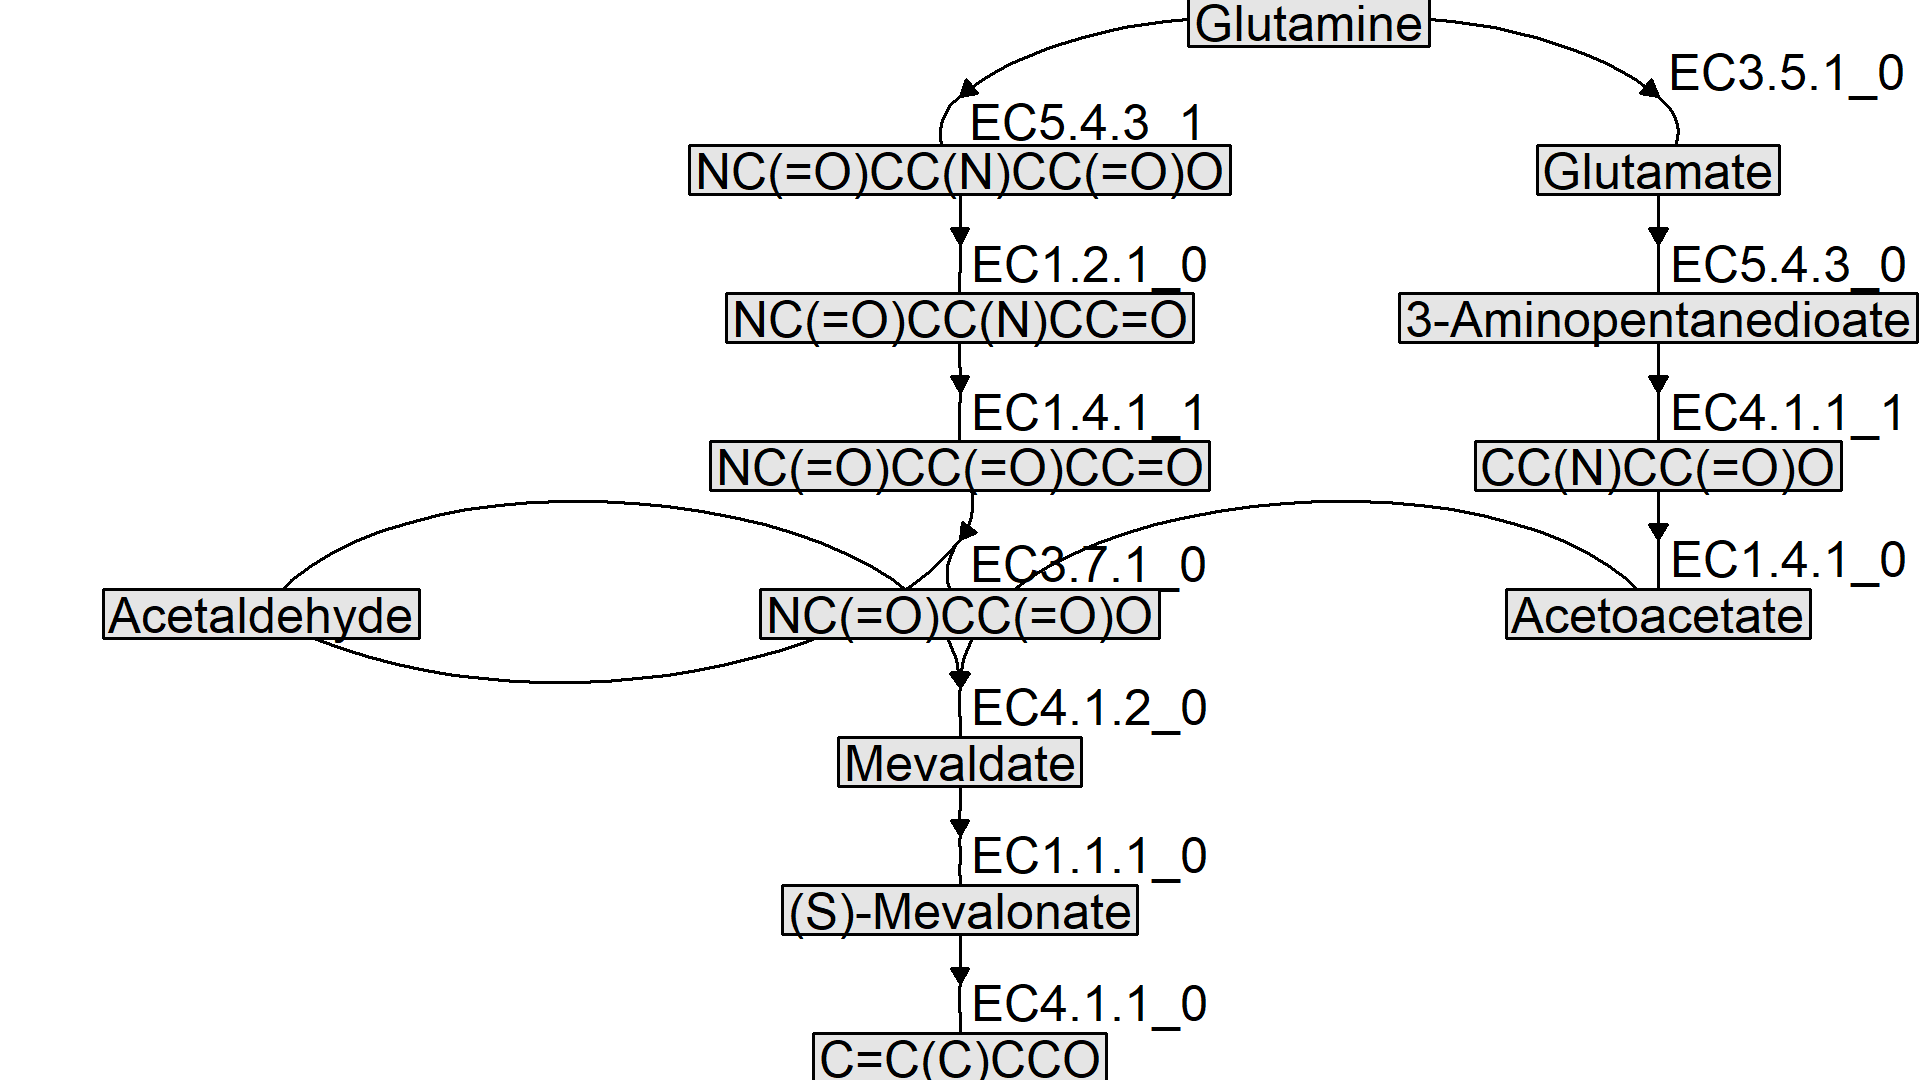 Glutamine
EC3.5.1_0
EC5.4.3_1
NC(=O)CC(N)CC(=O)O
Glutamate
EC1.2.1_0
EC5.4.3_0
NC(=O)CC(N)CC=O
3-Aminopentanedioate
EC1.4.1_1
EC4.1.1_1
NC(=O)CC(=O)CC=O
CC(N)CC(=O)O
EC3.7.1_0
EC1.4.1_0
Acetaldehyde
NC(=O)CC(=O)O
Acetoacetate
EC4.1.2_0
Mevaldate
EC1.1.1_0
(S)-Mevalonate
EC4.1.1_0
C=C(C)CCO